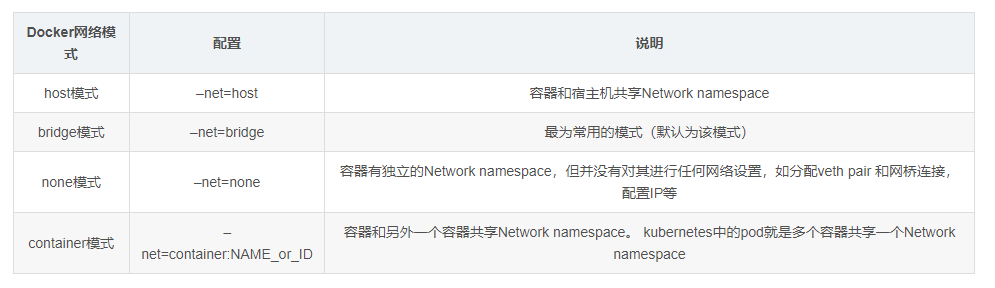 Docker网络模
式
配置
说明
host模式
–net=host
容器和宿主机共享Network namespace
bridge模式
–net=bridge
最为常用的模式（默认为该模式）
none模式
–net=none
容器有独立的Network namespace，但并没有对其进行任何网络设置，如分配veth pair 和网桥连接，
配置IP等
container模式
–
net=container:NAME_or_ID
容器和另外一个容器共享Network namespace。 kubernetes中的pod就是多个容器共享一个Network
namespace